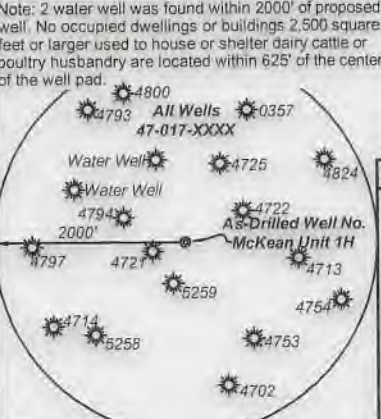 Note: 2 water well was found within 2000' of proposed
well. No occupied dwellings or buildings 2,500 square
feet or larger used to house or shelter dairy cattle or
poultry husbandry are located within 625' of the center
of the well pad.
4800
4793
All Wells
0357
47-017-XXXX
Water Well
4725
4824
Water Well
4794
4722
2000'
As-Drilled Well No.
McKean Unit 1H
4797
4721
4713
5259
4754
4714
5258
4753
4702